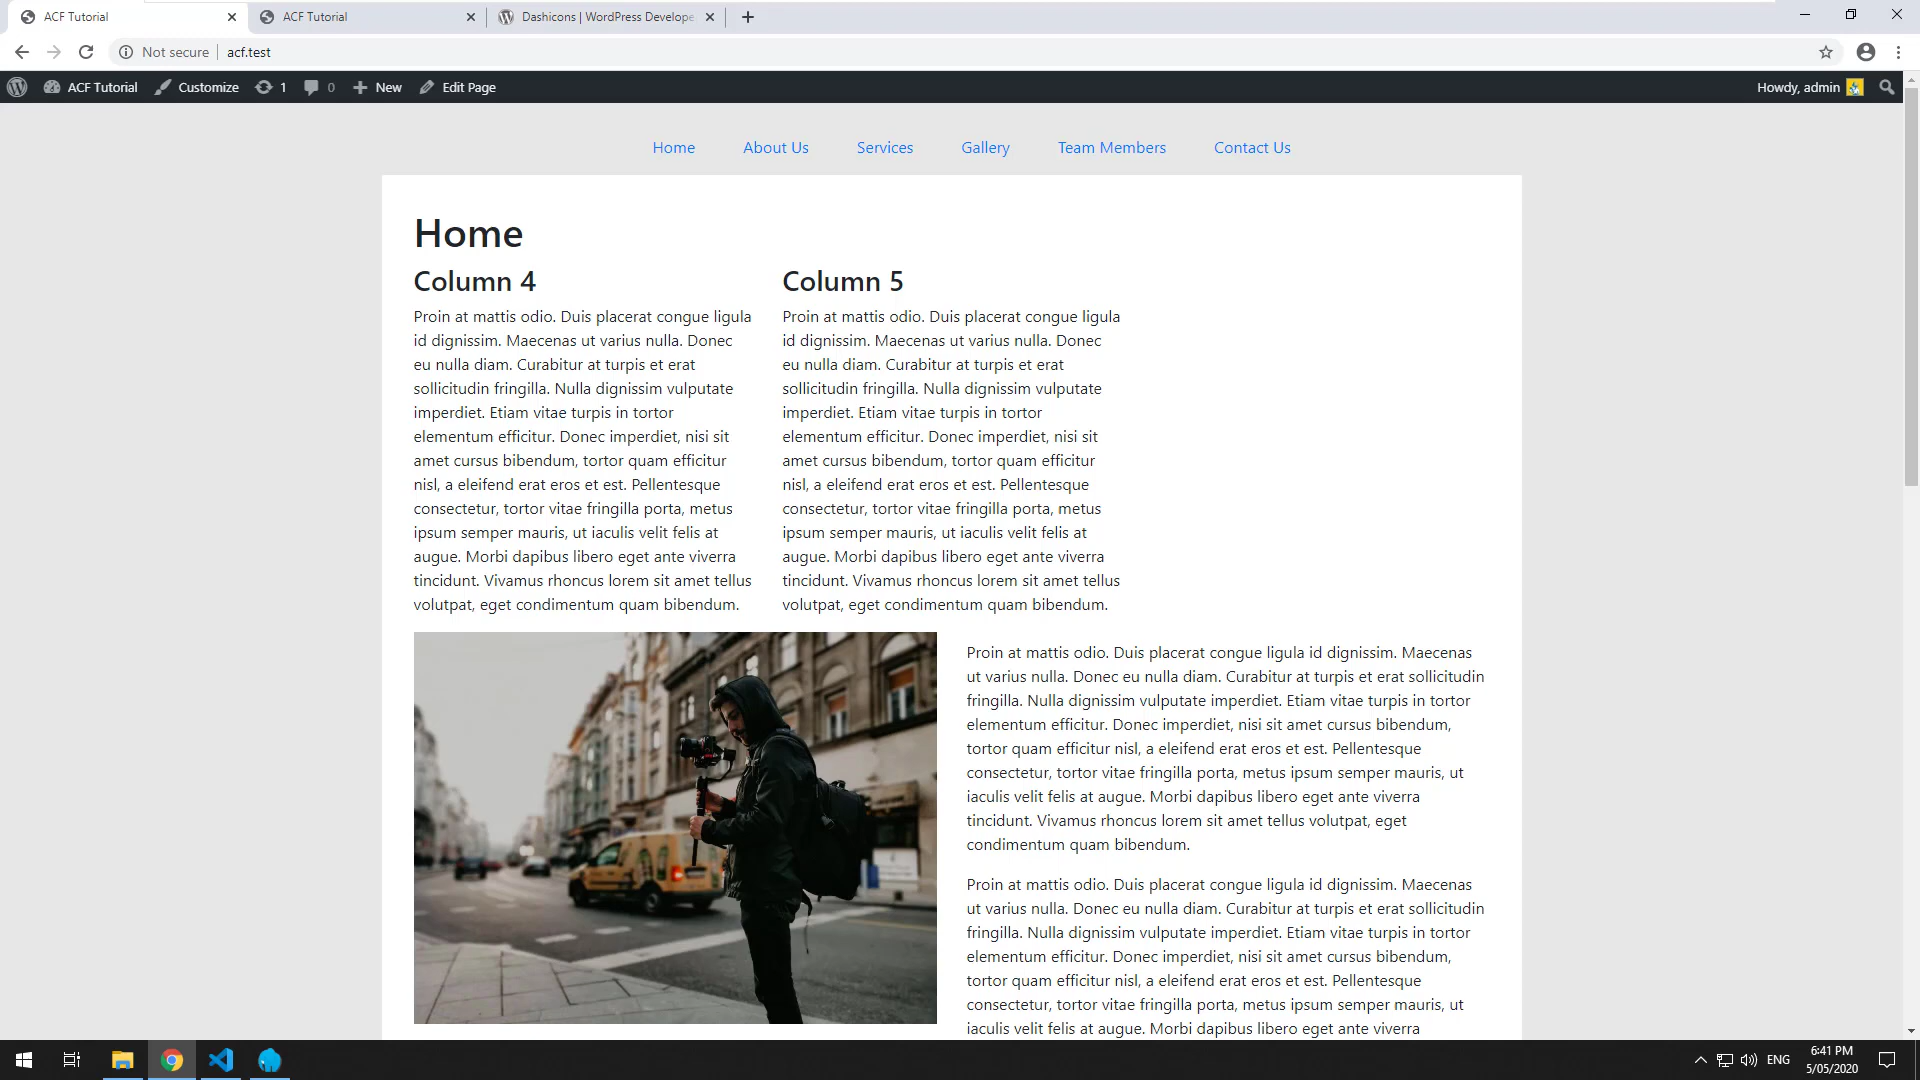 ACF Tutorial
ACF Tutorial
Dashicons | WordPress Develope
Not secure
acf.test
ACF Tutorial
Customize
1
0
New
Edit Page
Howdy, admin
Home
About Us
Services
Gallery
Team Members
Contact Us
Home
Column 4
Proin at mattis odio. Duis placerat congue ligula
id dignissim. Maecenas ut varius nulla. Donec
eu nulla diam. Curabitur at turpis et erat
sollicitudin fringilla. Nulla dignissim vulputate
imperdiet. Etiam vitae turpis in tortor
elementum efficitur. Donec imperdiet, nisi sit
amet cursus bibendum, tortor quam efficitur
nisl, a eleifend erat eros et est. Pellentesque
consectetur, tortor vitae fringilla porta, metus
ipsum semper mauris, ut iaculis velit felis at
augue. Morbi dapibus libero eget ante viverra
tincidunt. Vivamus rhoncus lorem sit amet tellus
volutpat, eget condimentum quam bibendum.
Column 5
Proin at mattis odio. Duis placerat congue ligula
id dignissim. Maecenas ut varius nulla. Donec
eu nulla diam. Curabitur at turpis et erat
sollicitudin fringilla. Nulla dignissim vulputate
imperdiet. Etiam vitae turpis in tortor
elementum efficitur. Donec imperdiet, nisi sit
amet cursus bibendum, tortor quam efficitur
nisl, a eleifend erat eros et est. Pellentesque
consectetur, tortor vitae fringilla porta, metus
ipsum semper mauris, ut iaculis velit felis at
augue. Morbi dapibus libero eget ante viverra
tincidunt. Vivamus rhoncus lorem sit amet tellus
volutpat, eget condimentum quam bibendum.
Proin at mattis odio. Duis placerat congue ligula id dignissim. Maecenas
ut varius nulla. Donec eu nulla diam. Curabitur at turpis et erat sollicitudin
fringilla. Nulla dignissim vulputate imperdiet. Etiam vitae turpis in tortor
elementum efficitur. Donec imperdiet, nisi sit amet cursus bibendum,
tortor quam efficitur nisl, a eleifend erat eros et est. Pellentesque
consectetur, tortor vitae fringilla porta, metus ipsum semper mauris, ut
iaculis velit felis at augue. Morbi dapibus libero eget ante viverra
tincidunt. Vivamus rhoncus lorem sit amet tellus volutpat, eget
condimentum quam bibendum.
Proin at mattis odio. Duis placerat congue ligula id dignissim. Maecenas
ut varius nulla. Donec eu nulla diam. Curabitur at turpis et erat sollicitudin
fringilla. Nulla dignissim vulputate imperdiet. Etiam vitae turpis in tortor
elementum efficitur. Donec imperdiet, nisi sit amet cursus bibendum,
tortor quam efficitur nisl, a eleifend erat eros et est. Pellentesque
consectetur, tortor vitae fringilla porta, metus ipsum semper mauris, ut
iaculis velit felis at augue. Morbi dapibus libero eget ante viverra
ENG
6:41 PM
5/05/2020